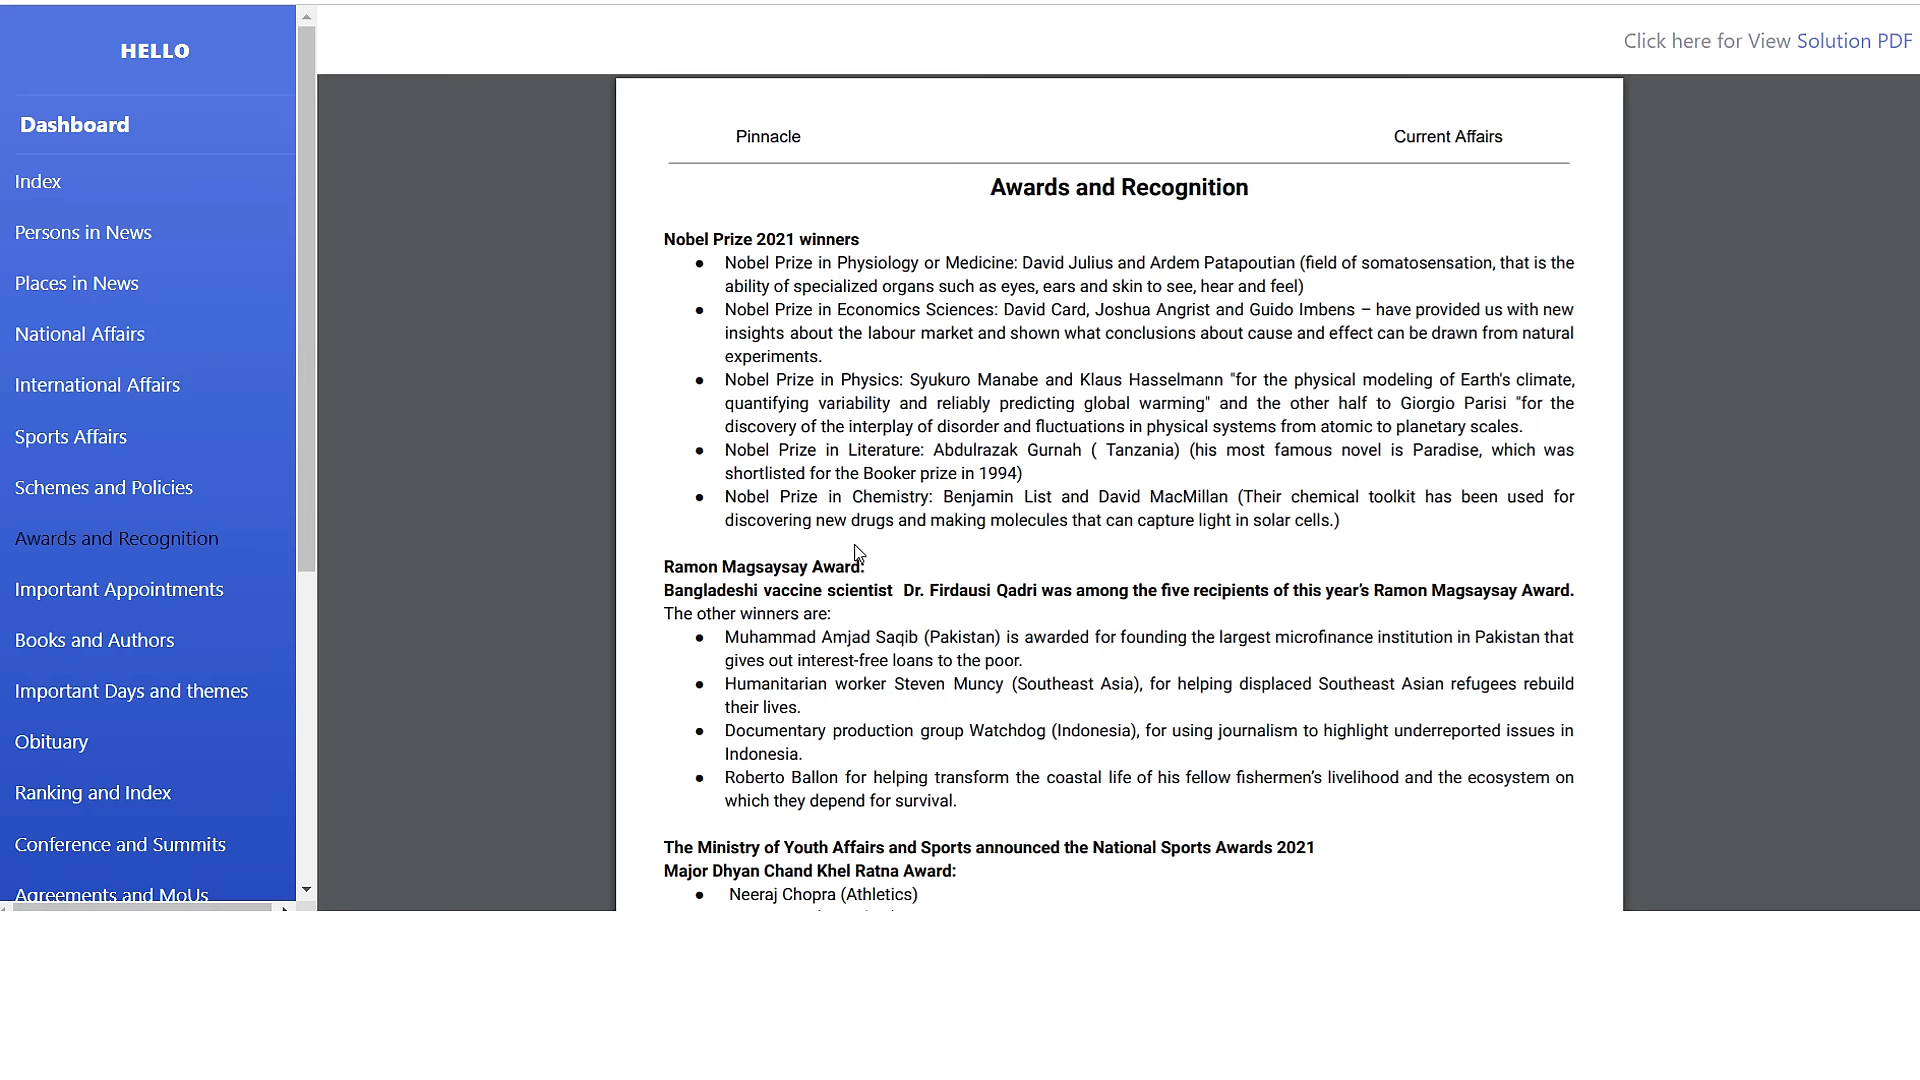 HELLO
Dashboard
Index
Persons in News
Places in News
National Affairs
International Affairs
Sports Affairs
Schemes and Policies
Awards and Recognition
Important Appointments
Books and Authors
Important Days and themes
Obituary
Ranking and Index
Conference and Summits
Agreements and MoUs
Click here for View Solution PDF
Pinnacle Current Affairs
Awards and Recognition
Nobel Prize 2021 winners
● Nobel Prize in Physiology or Medicine: David Julius and Ardem Patapoutian (field of somatosensation, that is the
ability of specialized organs such as eyes, ears and skin to see, hear and feel)
● Nobel Prize in Economics Sciences: David Card, Joshua Angrist and Guido Imbens – have provided us with new
insights about the labour market and shown what conclusions about cause and effect can be drawn from natural
experiments.
● Nobel Prize in Physics: Syukuro Manabe and Klaus Hasselmann "for the physical modeling of Earth's climate,
quantifying variability and reliably predicting global warming" and the other half to Giorgio Parisi "for the
discovery of the interplay of disorder and fluctuations in physical systems from atomic to planetary scales.
● Nobel Prize in Literature: Abdulrazak Gurnah ( Tanzania) (his most famous novel is Paradise, which was
shortlisted for the Booker prize in 1994)
● Nobel Prize in Chemistry: Benjamin List and David MacMillan (Their chemical toolkit has been used for
discovering new drugs and making molecules that can capture light in solar cells.)
Ramon Magsaysay Award:
Bangladeshi vaccine scientist Dr. Firdausi Qadri was among the five recipients of this year’s Ramon Magsaysay Award.
The other winners are:
● Muhammad Amjad Saqib (Pakistan) is awarded for founding the largest microfinance institution in Pakistan that
gives out interest-free loans to the poor.
● Humanitarian worker Steven Muncy (Southeast Asia), for helping displaced Southeast Asian refugees rebuild
their lives.
● Documentary production group Watchdog (Indonesia), for using journalism to highlight underreported issues in
Indonesia.
● Roberto Ballon for helping transform the coastal life of his fellow fishermen’s livelihood and the ecosystem on
which they depend for survival.
The Ministry of Youth Affairs and Sports announced the National Sports Awards 2021
Major Dhyan Chand Khel Ratna Award:
● Neeraj Chopra (Athletics)